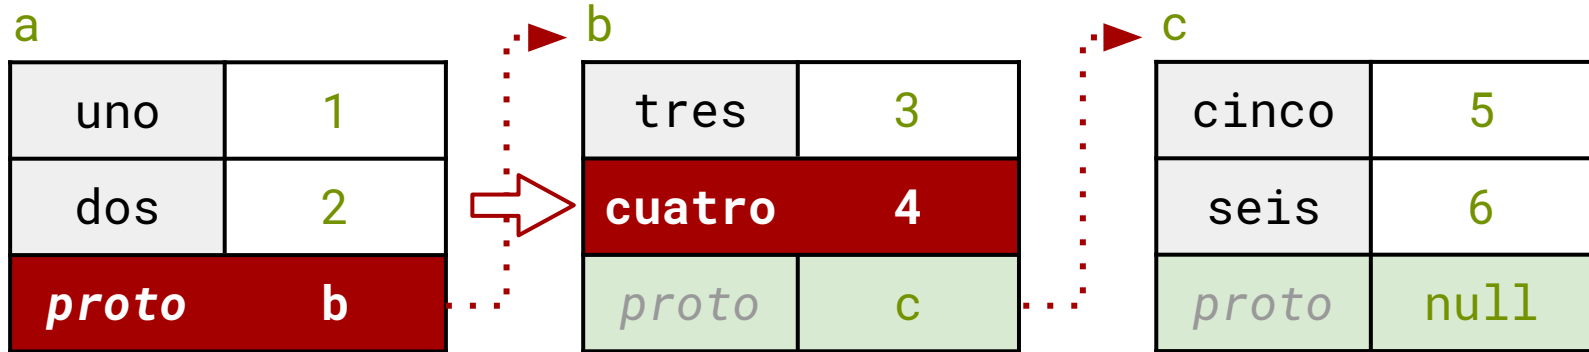 a b c
uno 1 tres 3 cinco 5
dos 2 cuatro 4 seis 6
proto b proto c proto null